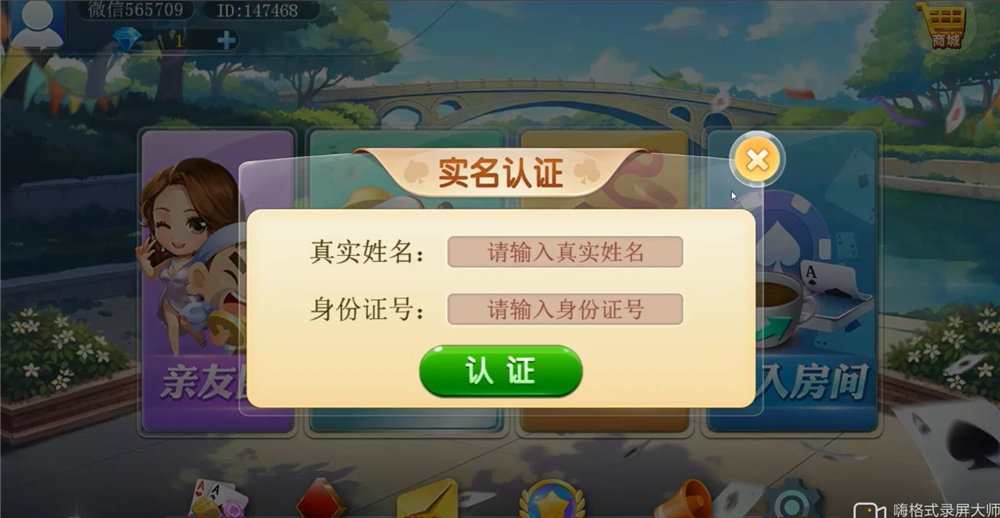 微信565709
ID:147468
1
商城
实名认证
真实姓名：
请输入真实姓名
身份证号：
请输入身份证号
认证
亲友
A
入房间
A A
嗨格式录屏大师